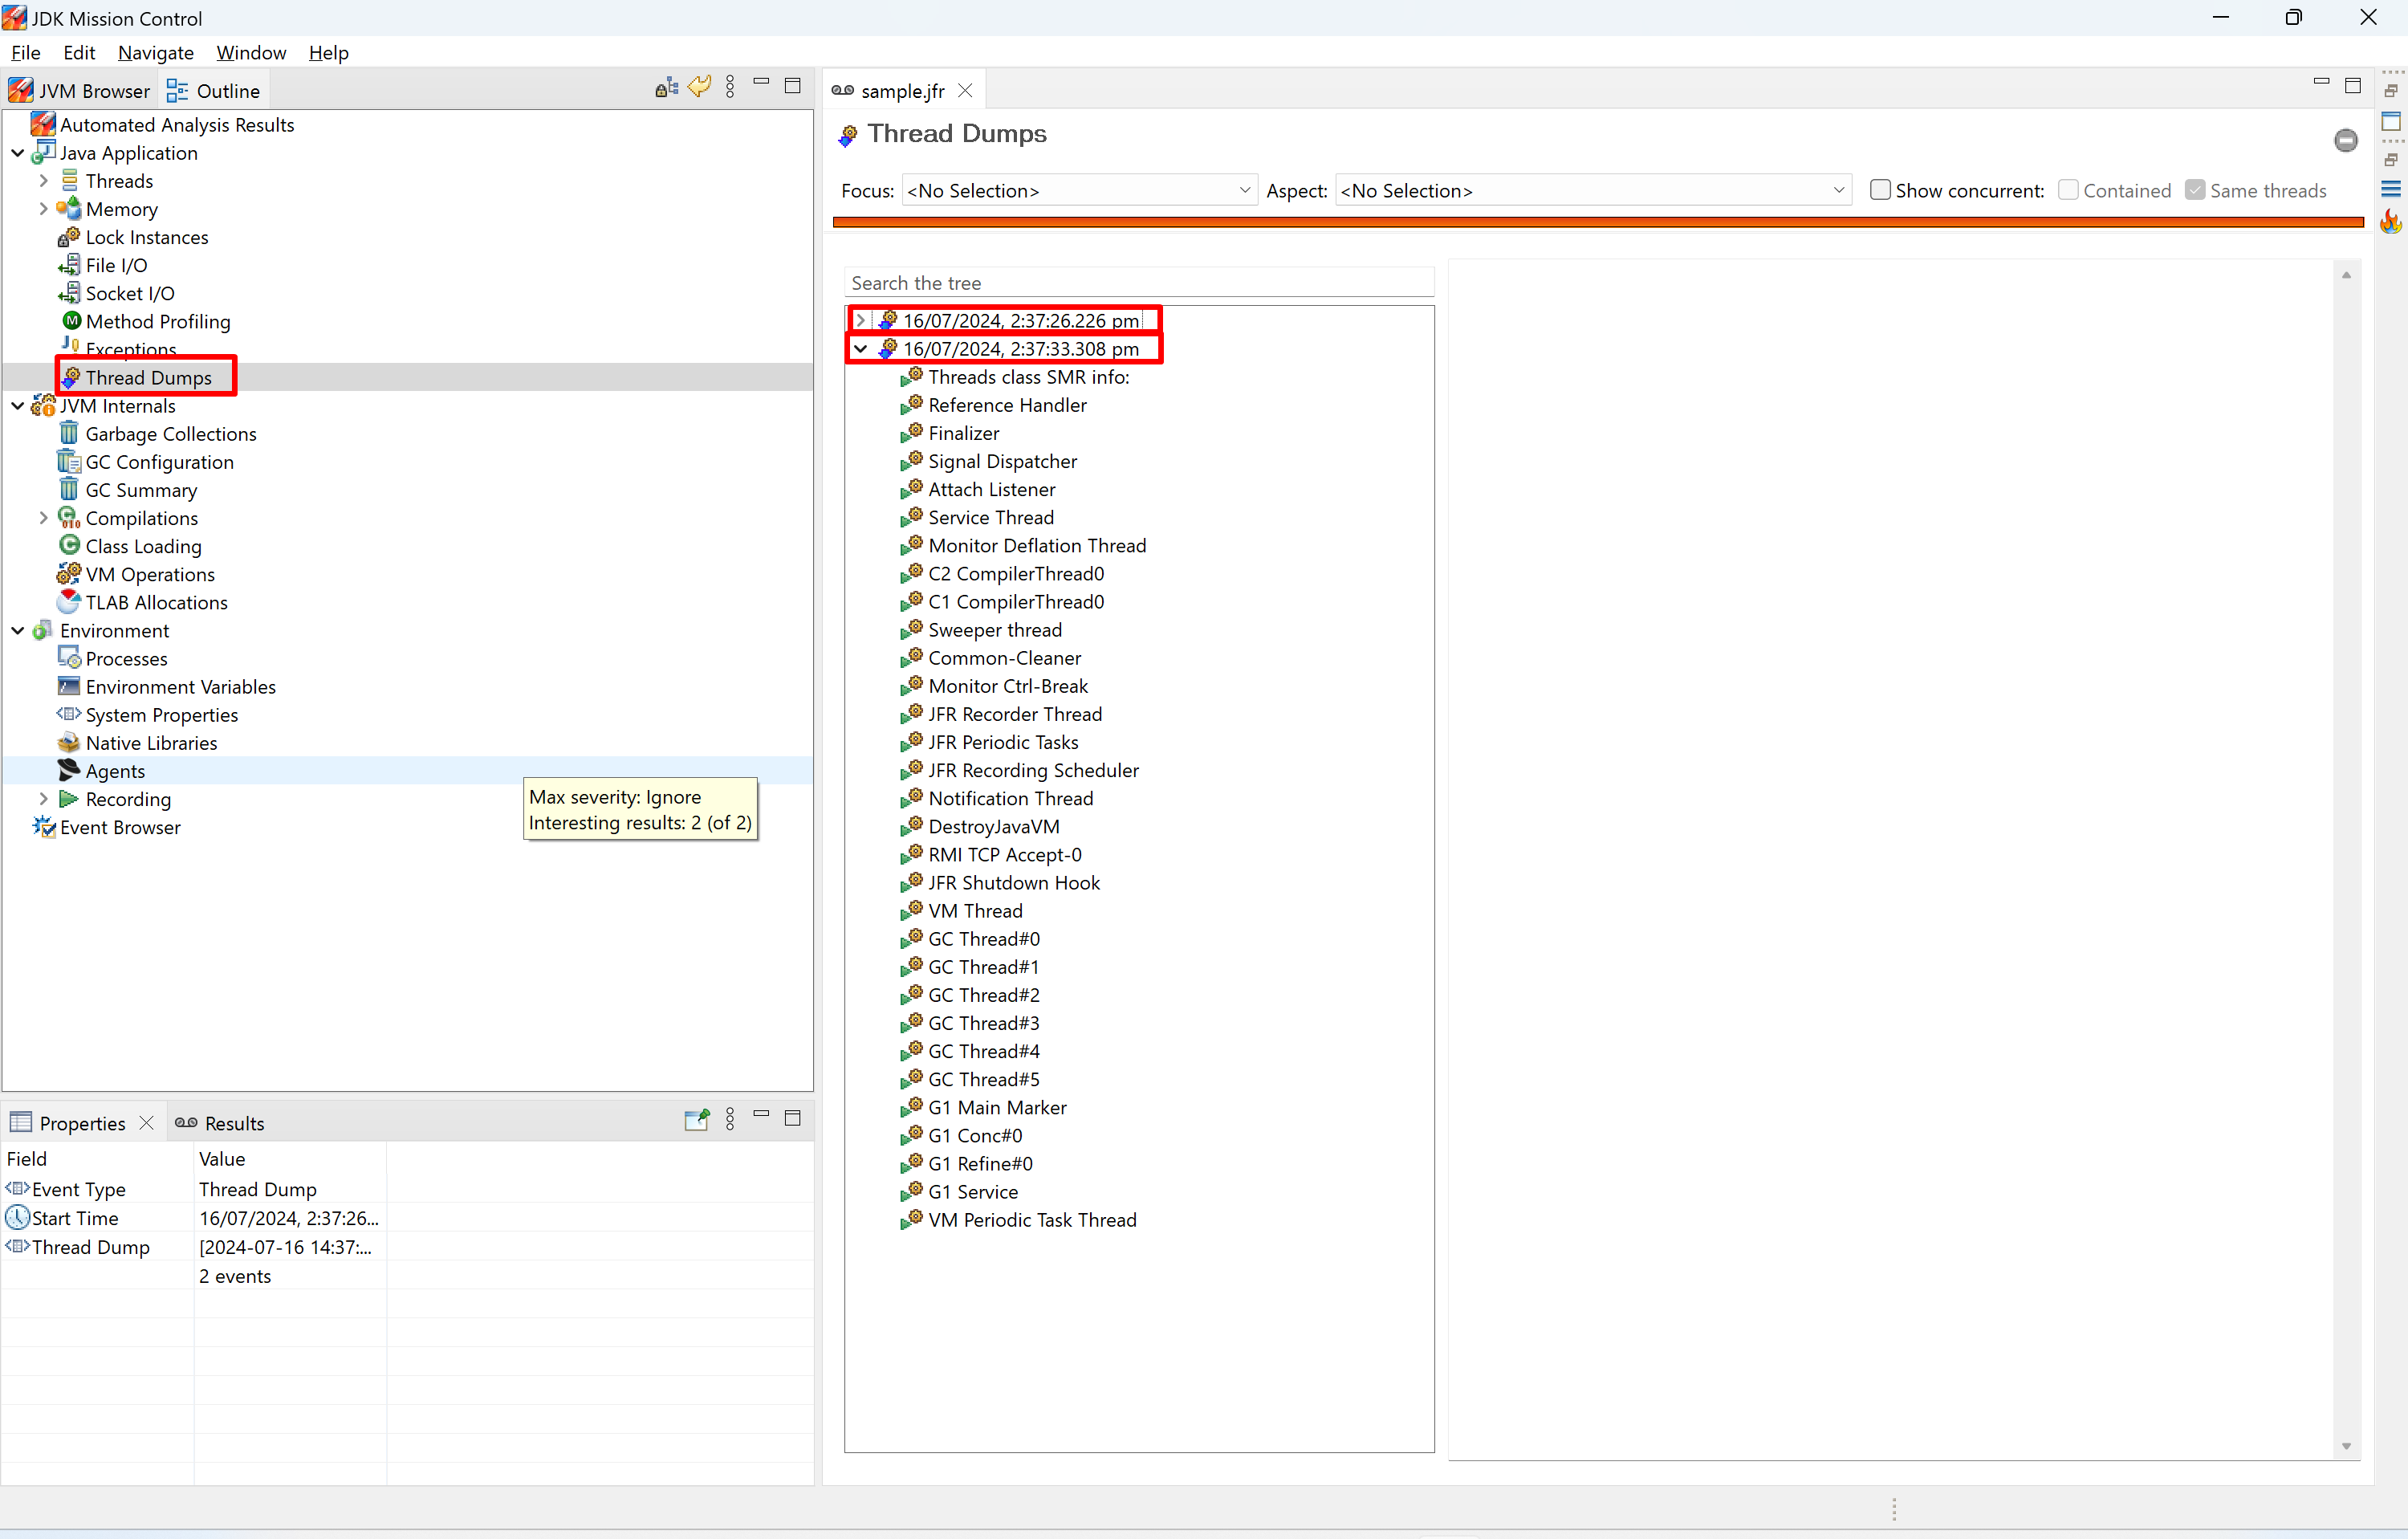 JDK Mission Control
File Edit Navigate Window Help
JVM Browser Outline
Automated Analysis Results
Java Application
Threads
Memory
Lock Instances
File I/O
Socket I/O
Method Profiling
Exceptions
Thread Dumps
JVM Internals
Garbage Collections
GC Configuration
GC Summary
Compilations
Class Loading
VM Operations
TLAB Allocations
Environment
Processes
Environment Variables
System Properties
Native Libraries
Agents
Recording
Event Browser
Max severity: Ignore
Interesting results: 2 (of 2)
Properties Results
Field Value
Event Type Thread Dump
Start Time 16/07/2024, 2:37:26...
Thread Dump [2024-07-16 14:37:...
2 events
sample.jfr
Thread Dumps
Focus: <No Selection> Aspect: <No Selection> Show concurrent: Contained Same threads
Search the tree
16/07/2024, 2:37:26.226 pm
16/07/2024, 2:37:33.308 pm
Threads class SMR info:
Reference Handler
Finalizer
Signal Dispatcher
Attach Listener
Service Thread
Monitor Deflation Thread
C2 CompilerThread0
C1 CompilerThread0
Sweeper thread
Common-Cleaner
Monitor Ctrl-Break
JFR Recorder Thread
JFR Periodic Tasks
JFR Recording Scheduler
Notification Thread
DestroyJavaVM
RMI TCP Accept-0
JFR Shutdown Hook
VM Thread
GC Thread#0
GC Thread#1
GC Thread#2
GC Thread#3
GC Thread#4
GC Thread#5
G1 Main Marker
G1 Conc#0
G1 Refine#0
G1 Service
VM Periodic Task Thread